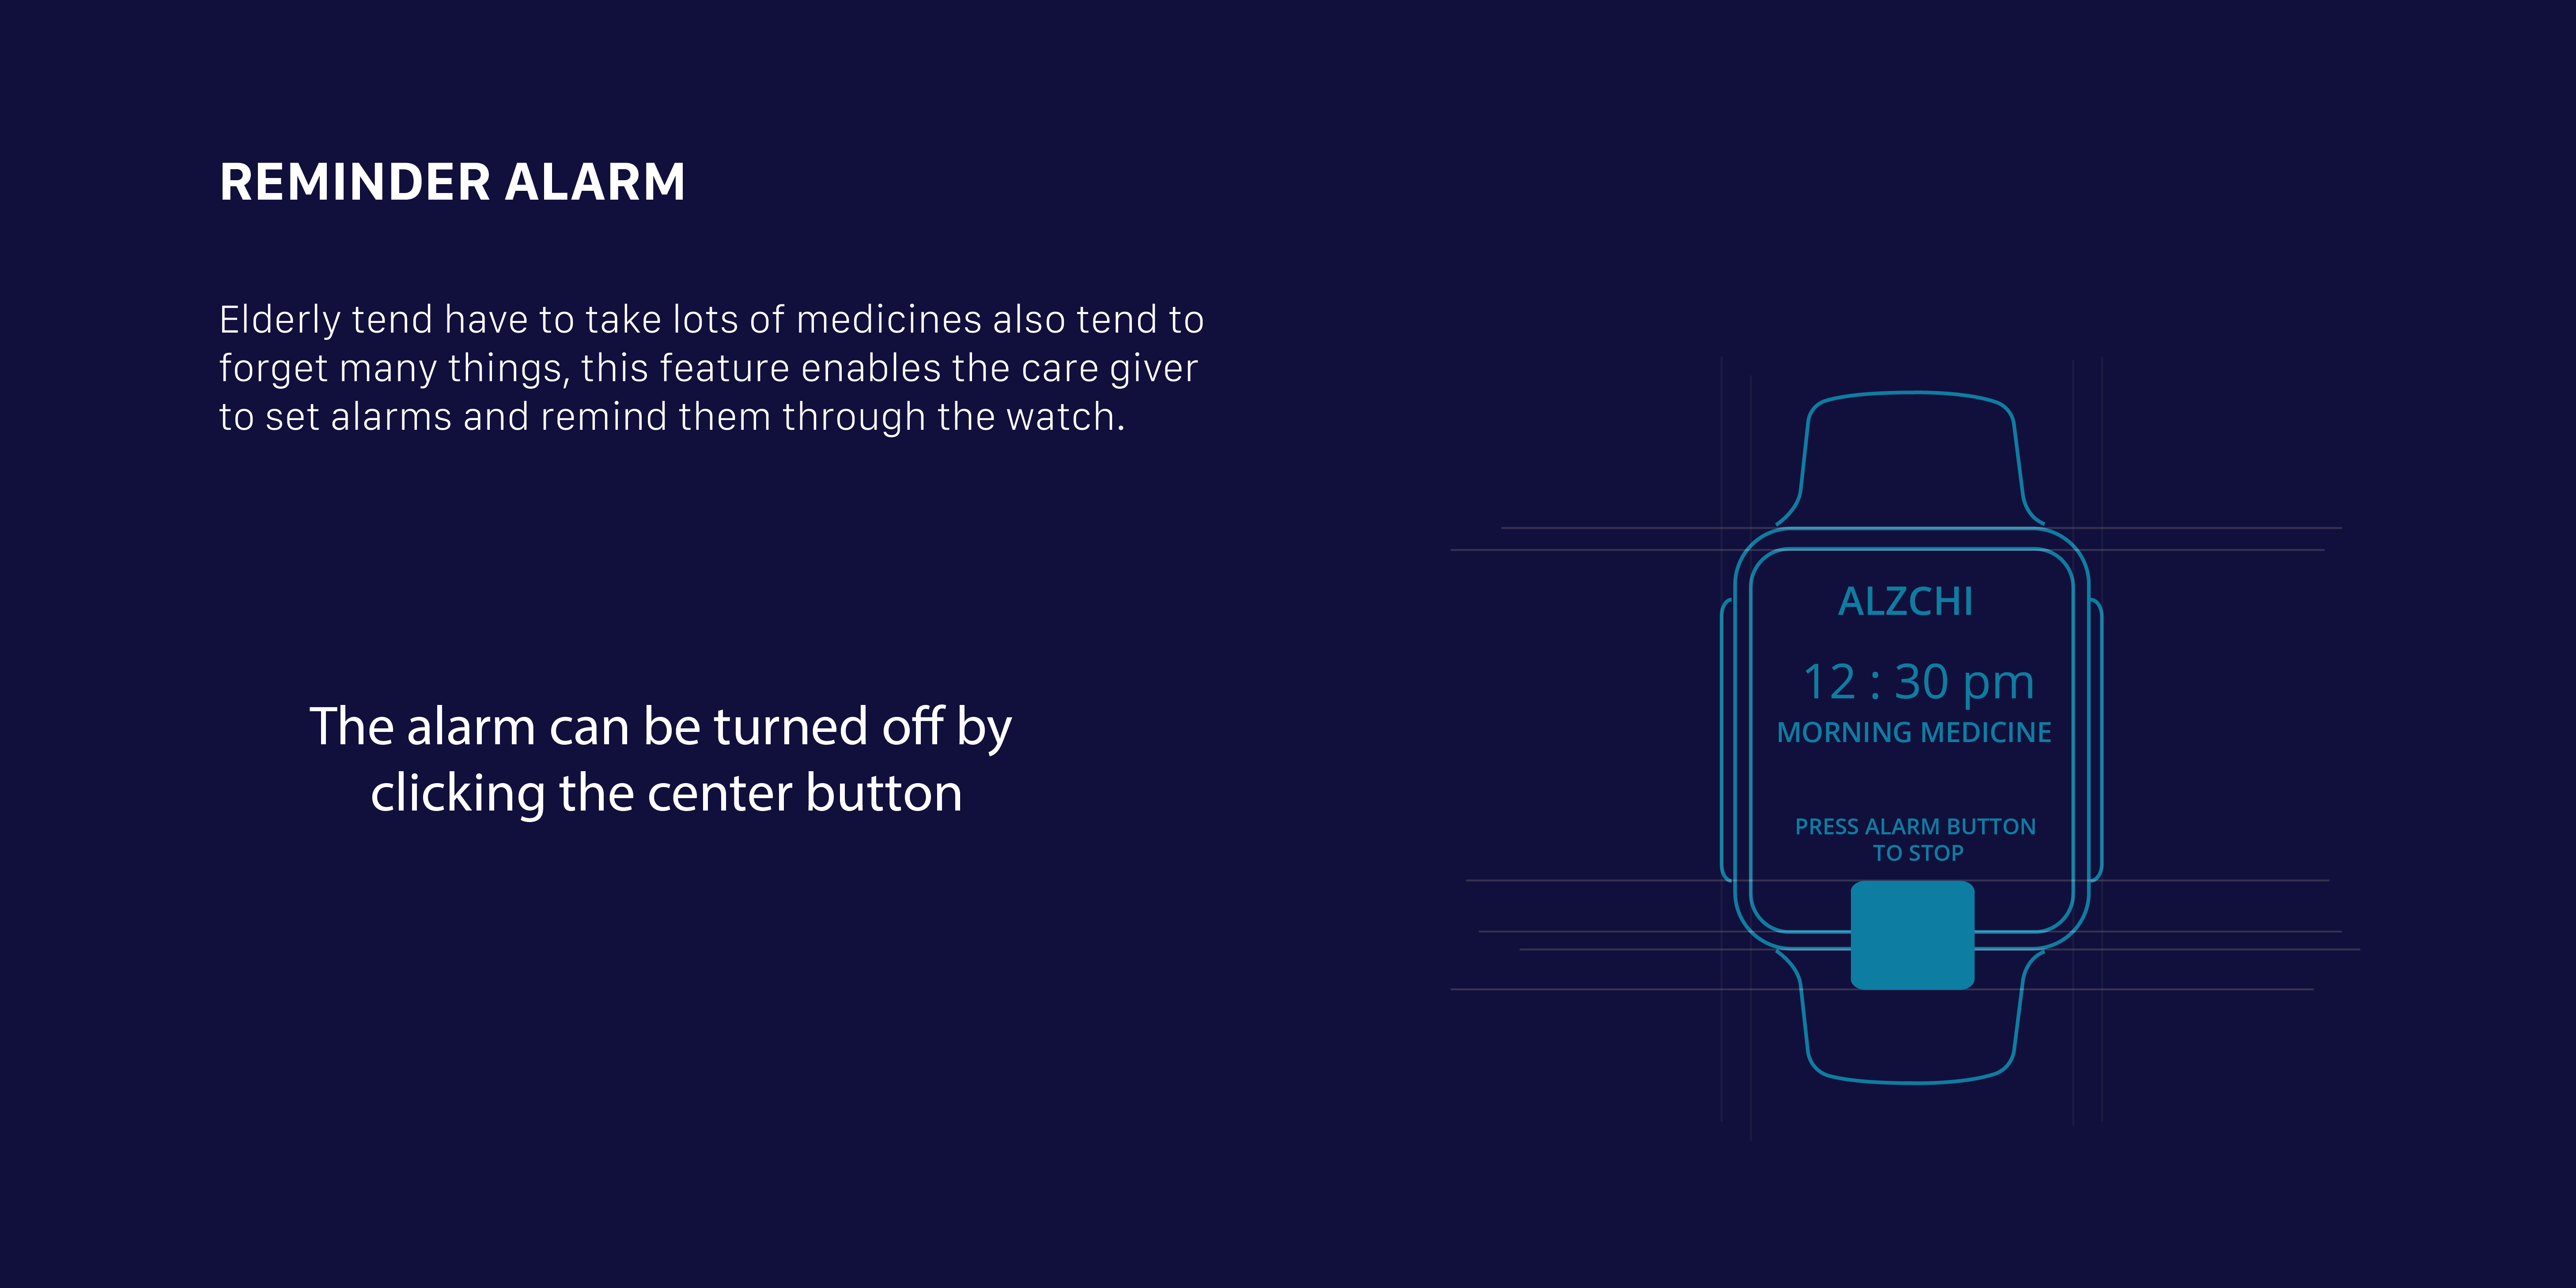 REMINDER ALARM
Elderly tend have to take lots of medicines also tend to
forget many things, this feature enables the care giver
to set alarms and remind them through the watch.
The alarm can be turned off by
clicking the center button
ALZCHI
12 : 30 pm
MORNING MEDICINE
PRESS ALARM BUTTON
TO STOP